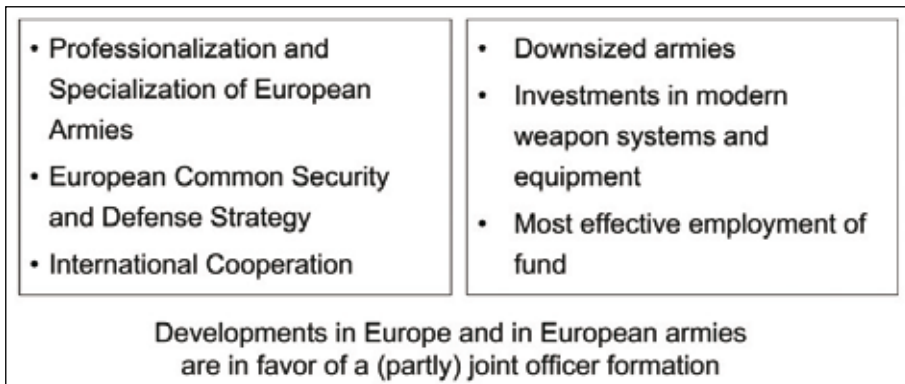 • Professionalization and
Specialization of European
Armies
• European Common Security
and Defense Strategy
• International Cooperation
• Downsized armies
• Investments in modern
weapon systems and
equipment
• Most effective employment of
fund
Developments in Europe and in European armies
are in favor of a (partly) joint officer formation